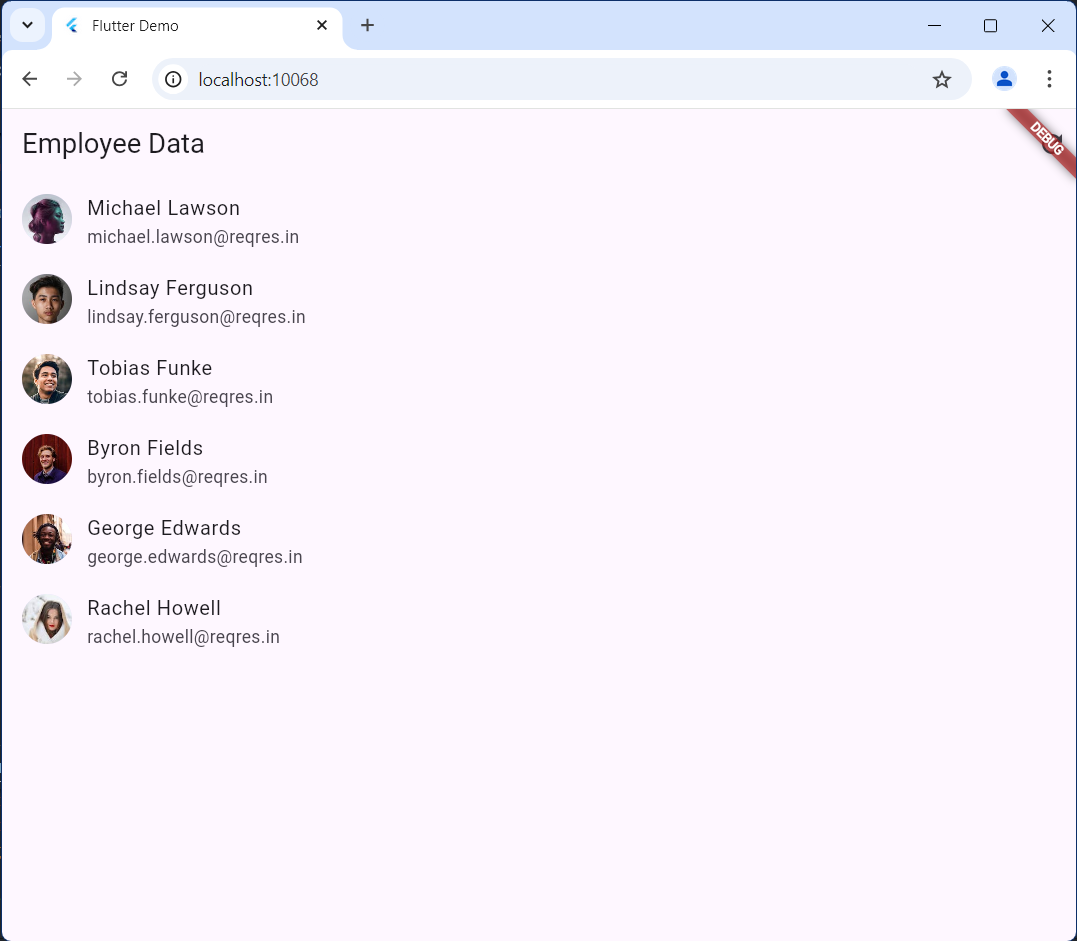 Flutter Demo
localhost:10068
Employee Data
DEBUG
Michael Lawson
michael.lawson@reqres.in
Lindsay Ferguson
lindsay.ferguson@reqres.in
Tobias Funke
tobias.funke@reqres.in
Byron Fields
byron.fields@reqres.in
George Edwards
george.edwards@reqres.in
Rachel Howell
rachel.howell@reqres.in